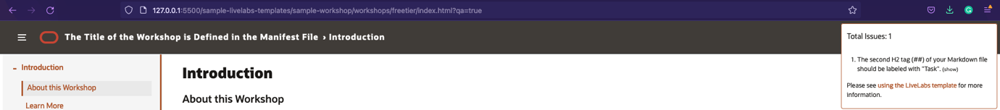 127.0.0.1:5500/sample-livelabs-templates/sample-workshop/workshops/freetier/index.html?qa=true
The Title of the Workshop is Defined in the Manifest File › Introduction
Total Issues: 1
1. The second H2 tag (##) of your Markdown file
should be labeled with "Task". (show)
Please see using the LiveLabs template for more
information.
- Introduction
About this Workshop
Learn More
Introduction
About this Workshop